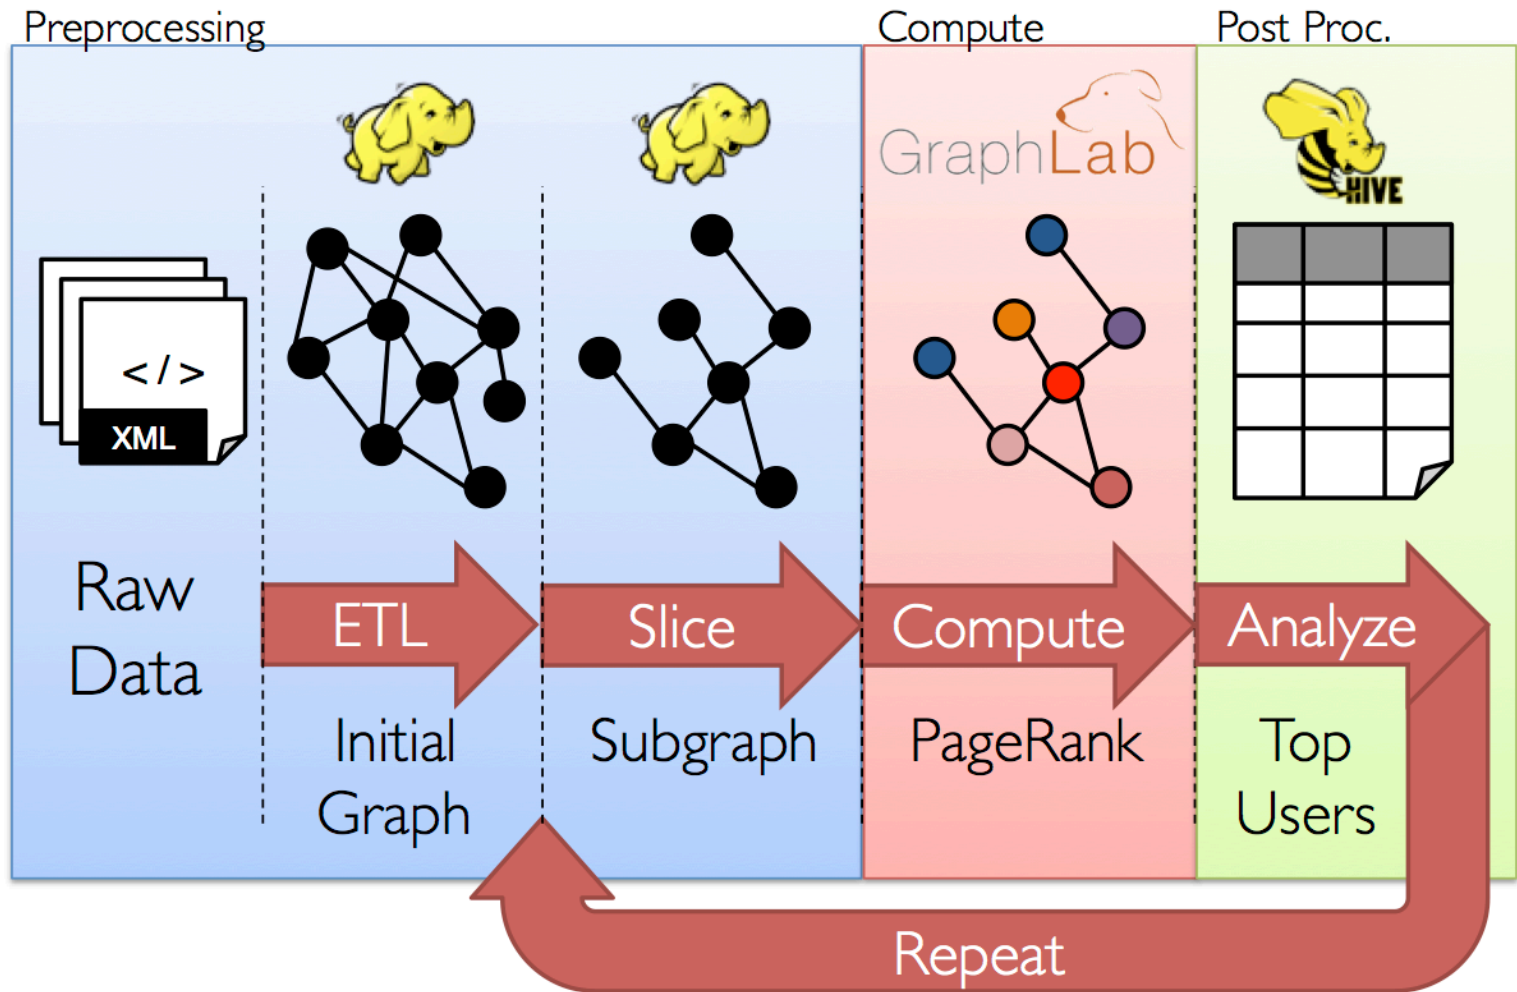 Preprocessing
Compute
Post Proc.
GraphLab
HIVE
</>
XML
Raw
Data
ETL
Slice
Compute
Analyze
Initial
Graph
Subgraph
PageRank
Top
Users
Repeat